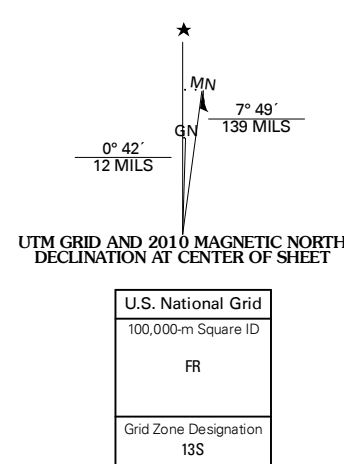 ★
MN
7° 49´
139 MILS
GN
0° 42´
12 MILS
UTM GRID AND 2010 MAGNETIC NORTH
DECLINATION AT CENTER OF SHEET
U.S. National Grid
100,000-m Square ID
FR
Grid Zone Designation
13S